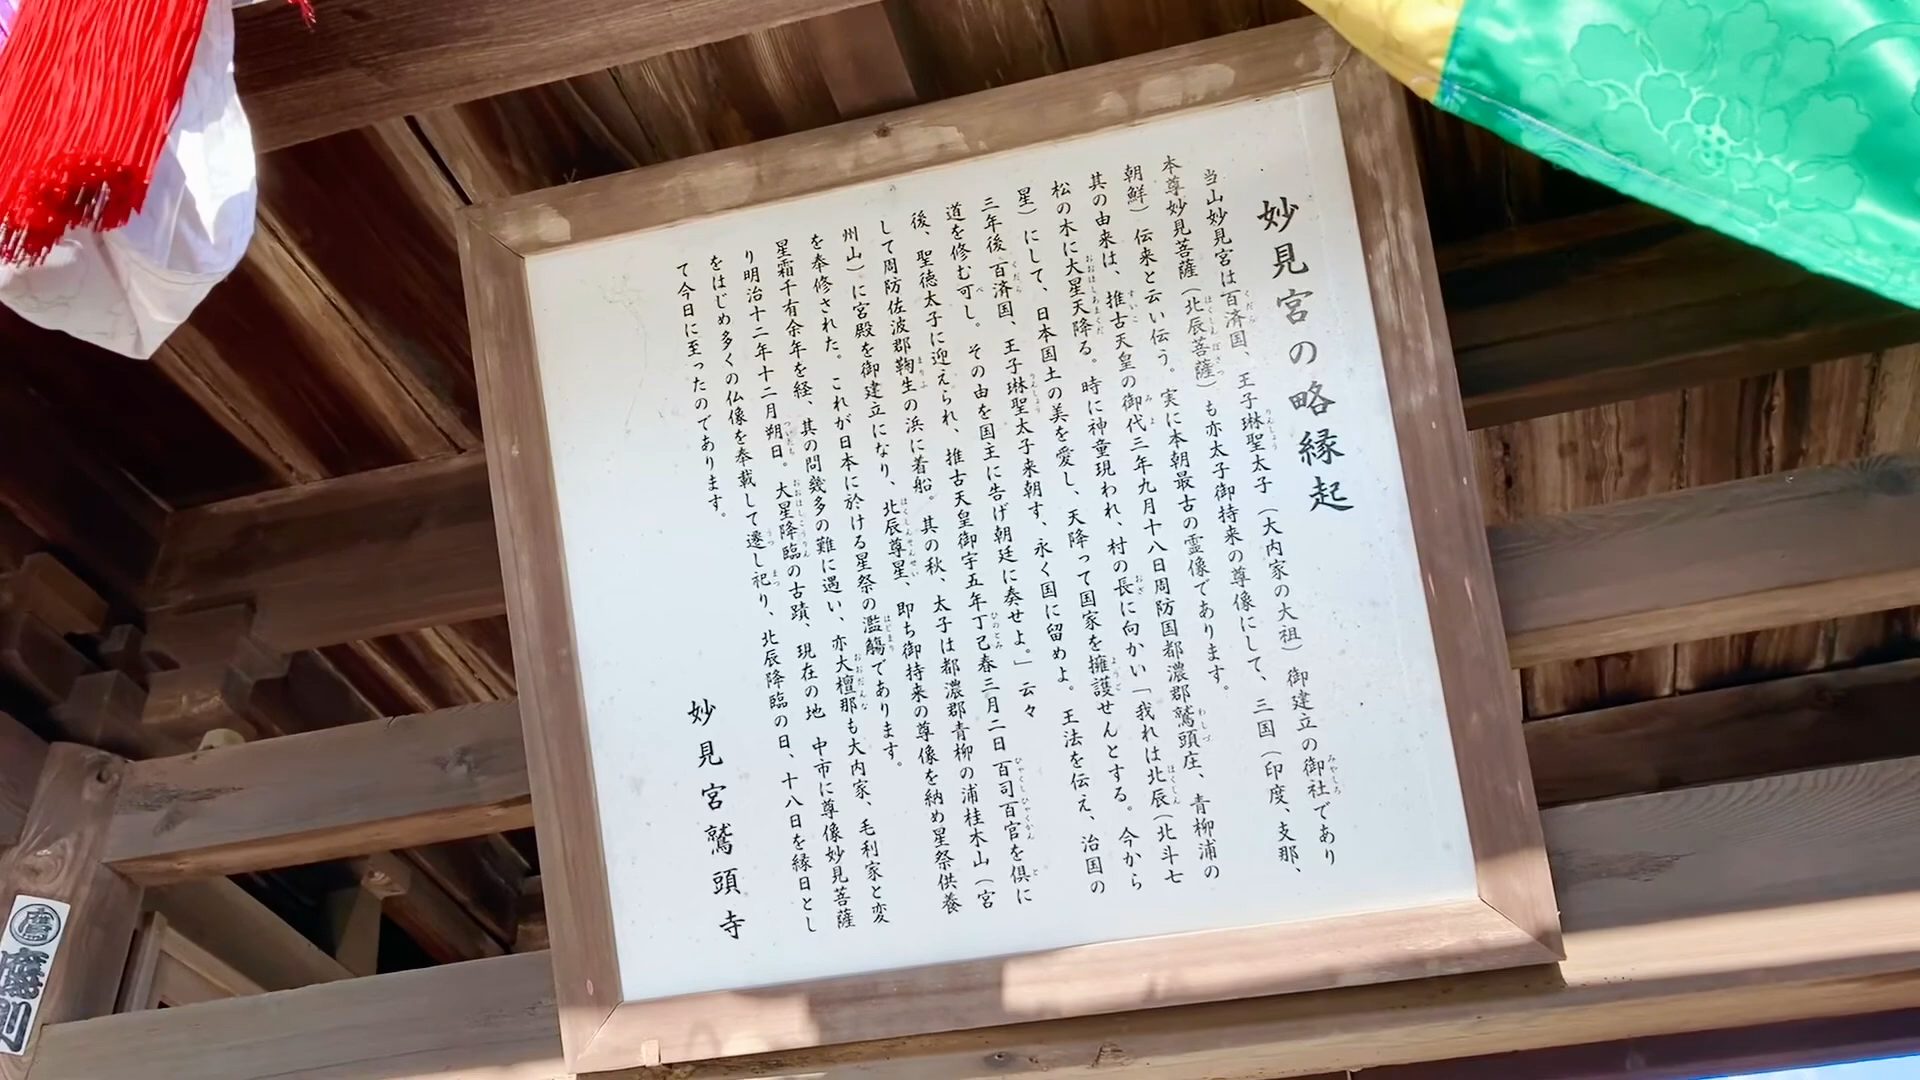 妙見宮の略縁起
当山妙見宮は百済国、王子琳聖太子（大内家の大祖）御建立の御社であり
本尊妙見菩薩（北辰菩薩）も亦太子御持来の尊像にして、三国（印度、支那、
朝鮮）伝来と云い伝う。実に本朝最古の霊像であります。
其の由来は、推古天皇の御代三年九月十八日周防国都濃郡鷲頭庄、青柳浦の
松の木に大星天降る。時に神童現われ、村の長に向かい「我れは北辰（北斗七
星）にして、日本国土の美を愛し、天降って国家を擁護せんとする。今から
三年後百済国、王子琳聖太子来朝す、永く国に留めよ。王法を伝え、治国の
道を修む可し。その由を国主に告げ朝廷に奏せよ。」云々
後、聖徳太子に迎えられ、推古天皇御宇五年丁己春三月二日百司百官を倶に
して周防佐波郡鞠生の浜に着船。其の秋、太子は都濃郡青柳の浦桂木山（宮
州山）に宮殿を御建立になり、北辰尊星、即ち御持来の尊像を納め星祭供養
を奉修された。これが日本に於ける星祭の濫觴であります。
星霜千有余年を経、其の問幾多の難に遇い、亦大檀那も大内家、毛利家と変
り明治十二年十二月朔日。大星降臨の古蹟、現在の地　中市に尊像妙見菩薩
をはじめ多くの仏像を奉載して遷し祀り、北辰降臨の日、十八日を縁日とし
て今日に至ったのであります。
妙見宮鷲頭寺